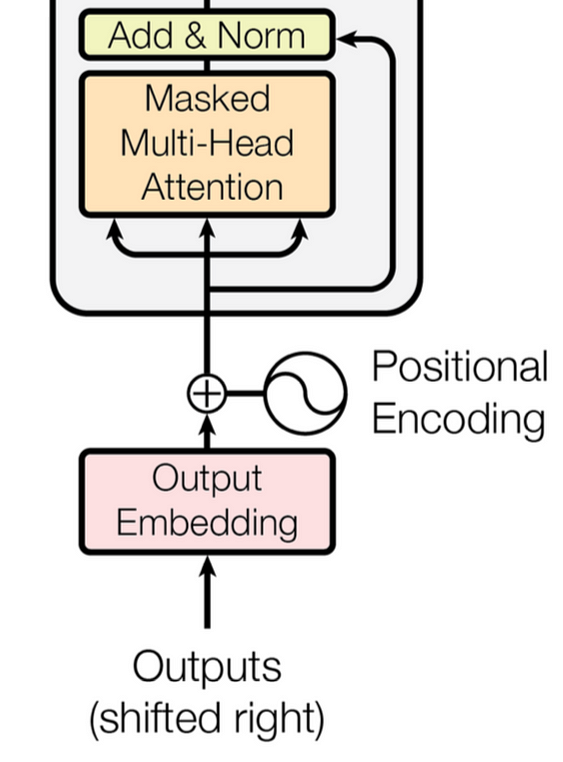 Add & Norm
Masked
Multi-Head
Attention
Positional
Encoding
Output
Embedding
Outputs
(shifted right)